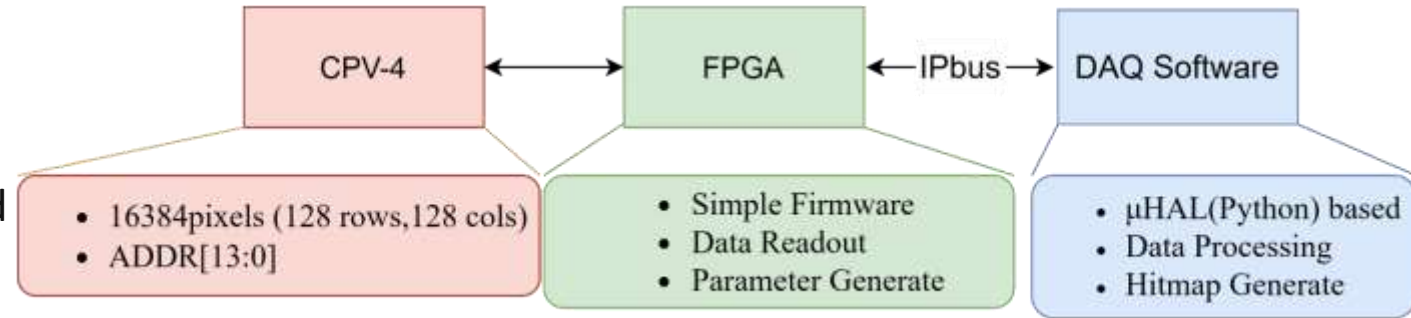 CPV-4
FPGA
IPbus
DAQ Software
• 16384pixels (128 rows,128 cols)
• ADDR[13:0]
• Simple Firmware
• Data Readout
• Parameter Generate
• μHAL(Python) based
• Data Processing
• Hitmap Generate